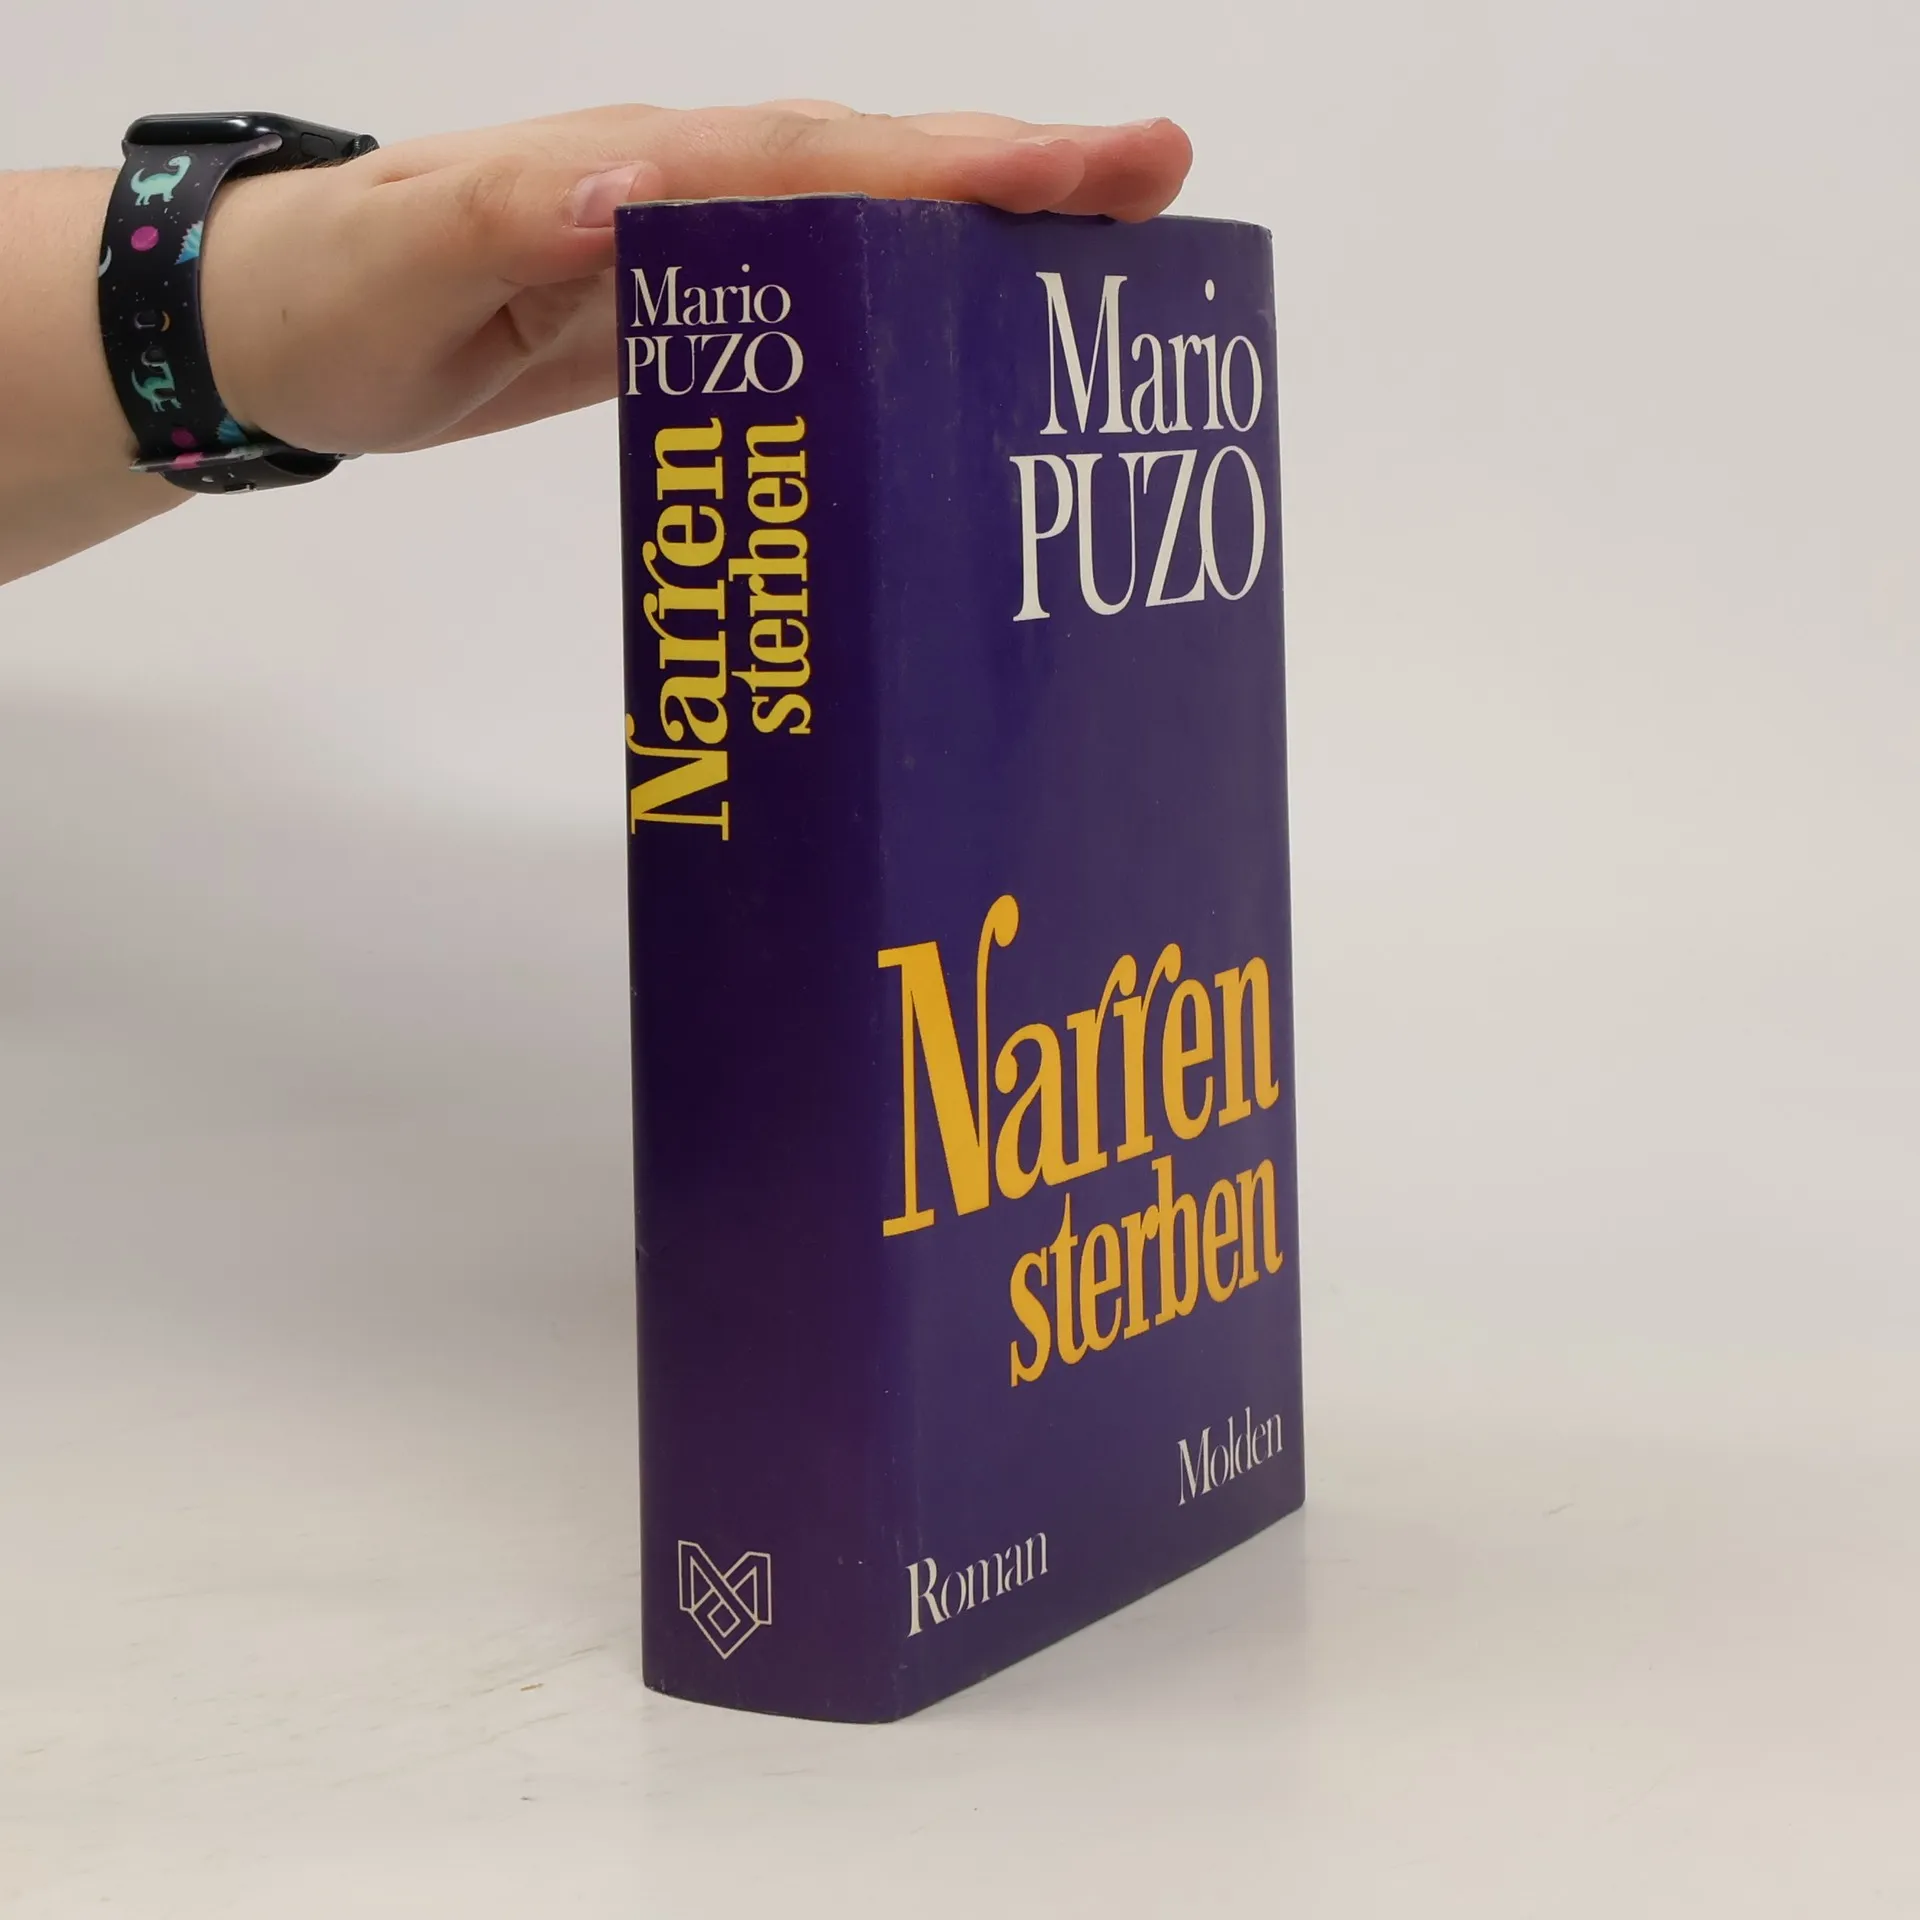 Mario
PUZO
Narren
sterben
Mario
PUZO
Narren
sterben
Molden
Roman